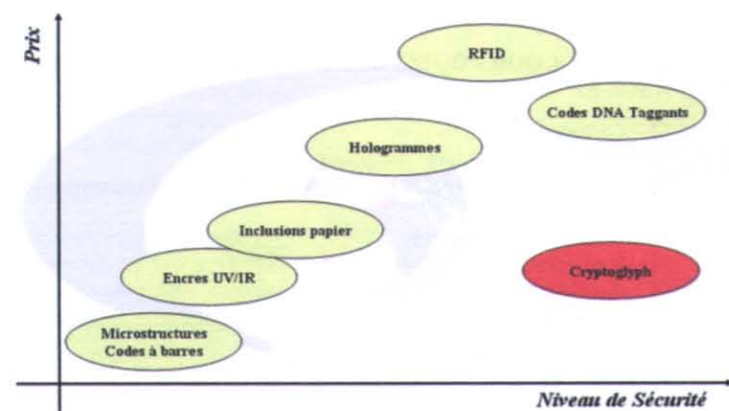 Prix
RFID
Codes DNA Taggants
Hologrammes
Inclusions papier
Encres UV/IR
Cryptoglyph
Microstructures
Codes à barres
Niveau de Sécurité